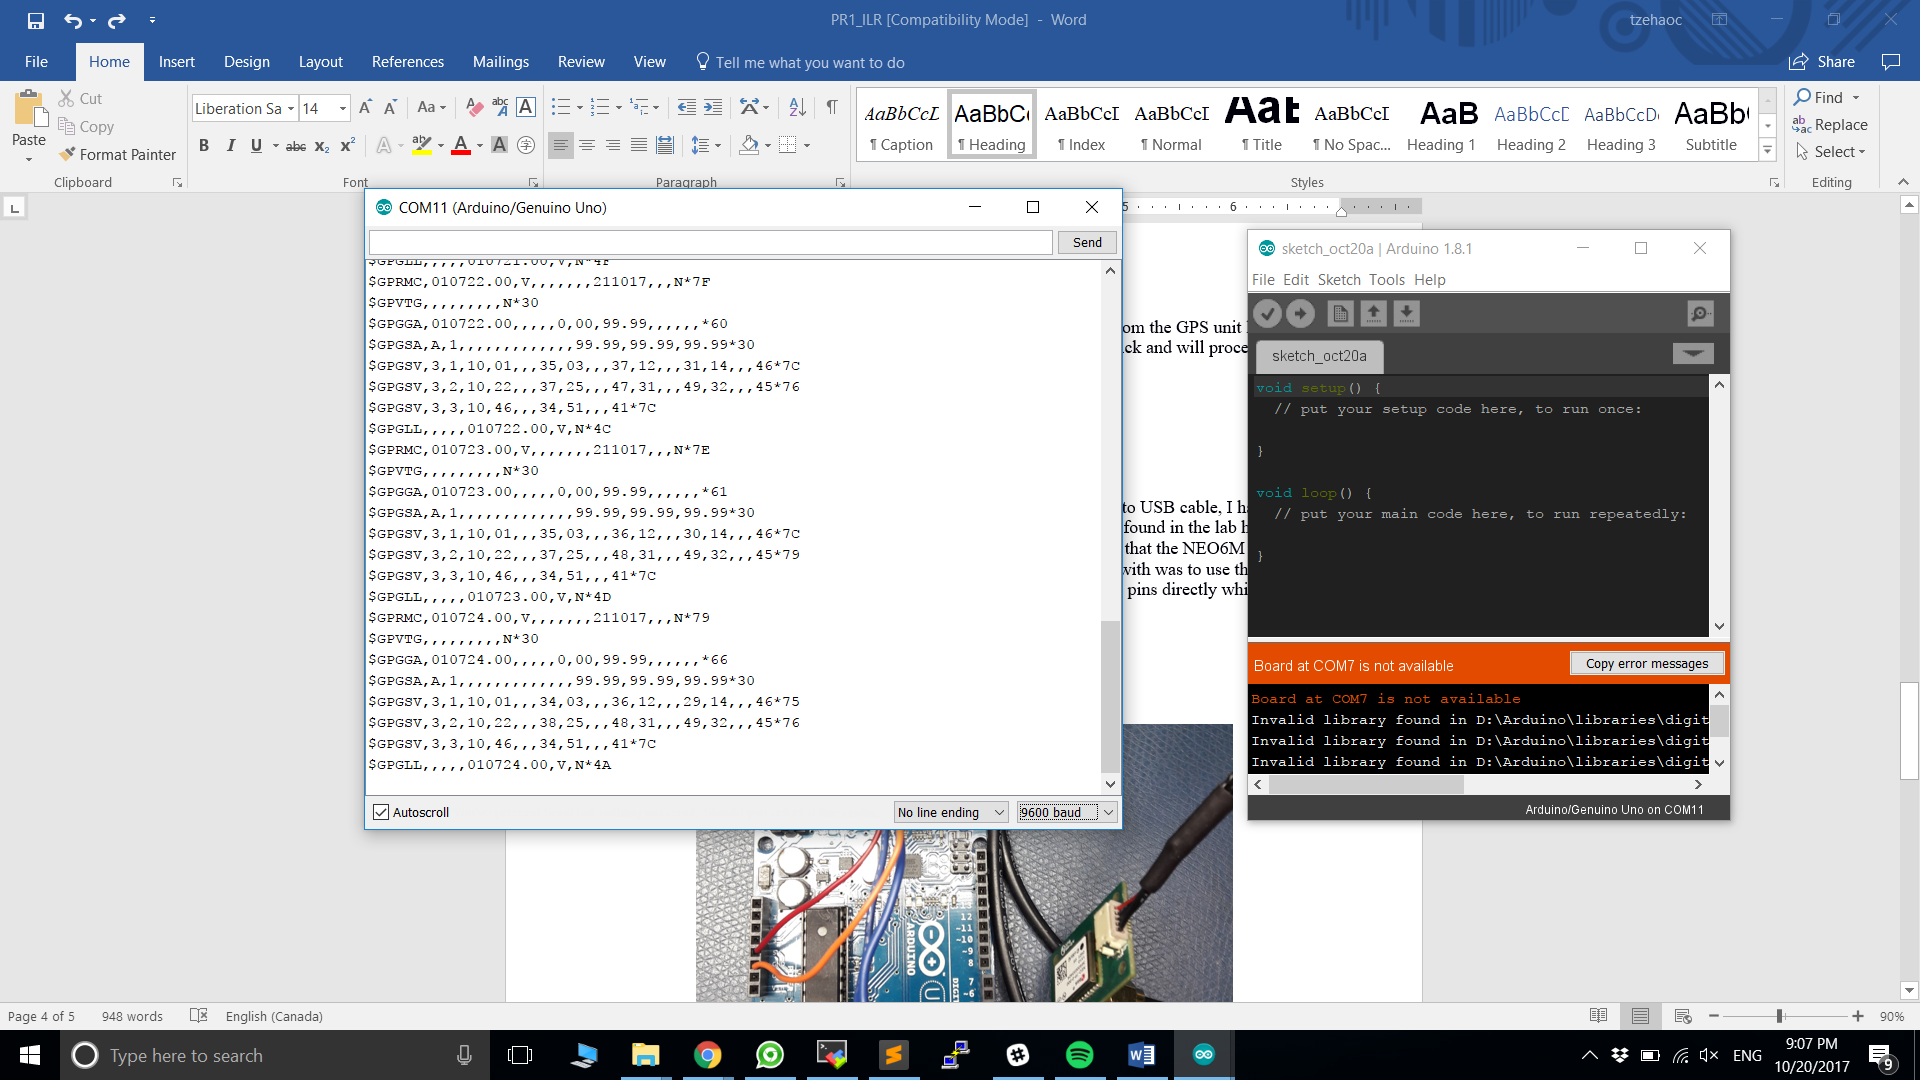 PR1_ILR [Compatibility Mode] - Word
tzehaoc
File Home Insert Design Layout References Mailings Review View Tell me what you want to do
Share
Paste
Cut
Copy
Format Painter
Clipboard
Liberation Sa 14
Font
Paragraph
AaBbCcL ¶ Caption
AaBbC ¶ Heading
AaBbCcI ¶ Index
AaBbCcI ¶ Normal
¶ Title
AaBbCcI ¶ No Spac...
AaB Heading 1
AaBbCcD Heading 2
AaBbCcD Heading 3
AaBb Subtitle
Styles
Find
Replace
Select
Editing
5 6
COM11 (Arduino/Genuino Uno)
Send
$GPGLL,,,,,010721.00,V,N*4F
$GPRMC,010722.00,V,,,,,,,211017,,,N*7F
$GPVTG,,,,,,,,,N*30
$GPGGA,010722.00,,,,,0,00,99.99,,,,,,*60
$GPGSA,A,1,,,,,,,,,,,,,99.99,99.99,99.99*30
$GPGSV,3,1,10,01,,,35,03,,,37,12,,,31,14,,,46*7C
$GPGSV,3,2,10,22,,,37,25,,,47,31,,,49,32,,,45*76
$GPGSV,3,3,10,46,,,34,51,,,41*7C
$GPGLL,,,,,010722.00,V,N*4C
$GPRMC,010723.00,V,,,,,,,211017,,,N*7E
$GPVTG,,,,,,,,,N*30
$GPGGA,010723.00,,,,,0,00,99.99,,,,,,*61
$GPGSA,A,1,,,,,,,,,,,,,99.99,99.99,99.99*30
$GPGSV,3,1,10,01,,,35,03,,,36,12,,,30,14,,,46*7C
$GPGSV,3,2,10,22,,,37,25,,,48,31,,,49,32,,,45*79
$GPGSV,3,3,10,46,,,34,51,,,41*7C
$GPGLL,,,,,010723.00,V,N*4D
$GPRMC,010724.00,V,,,,,,,211017,,,N*79
$GPVTG,,,,,,,,,N*30
$GPGGA,010724.00,,,,,0,00,99.99,,,,,,*66
$GPGSA,A,1,,,,,,,,,,,,,99.99,99.99,99.99*30
$GPGSV,3,1,10,01,,,34,03,,,36,12,,,29,14,,,46*75
$GPGSV,3,2,10,22,,,38,25,,,48,31,,,49,32,,,45*76
$GPGSV,3,3,10,46,,,34,51,,,41*7C
$GPGLL,,,,,010724.00,V,N*4A
Autoscroll
No line ending
9600 baud
om the GPS unit
ck and will proce
to USB cable, I ha
found in the lab h
that the NEO6M
with was to use th
pins directly whi
sketch_oct20a | Arduino 1.8.1
File Edit Sketch Tools Help
sketch_oct20a
void setup() {
// put your setup code here, to run once:
}
void loop() {
// put your main code here, to run repeatedly:
}
Board at COM7 is not available
Copy error messages
Board at COM7 is not available
Invalid library found in D:\Arduino\libraries\digit
Invalid library found in D:\Arduino\libraries\digit
Invalid library found in D:\Arduino\libraries\digit
Arduino/Genuino Uno on COM11
ARDUINO
12
~11
~10
~9
8
7
~6
DIGIT
Page 4 of 5
948 words
English (Canada)
90%
Type here to search
ENG
9:07 PM
10/20/2017
9